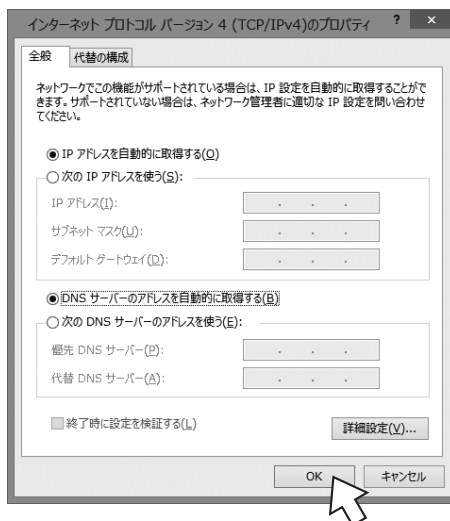 インターネット プロトコル バージョン 4 (TCP/IPv4)のプロパティ ? ×
全般 代替の構成
ネットワークでこの機能がサポートされている場合は、IP 設定を自動的に取得することがで
きます。サポートされていない場合は、ネットワーク管理者に適切な IP 設定を問い合わせ
てください。
IP アドレスを自動的に取得する(O)
次の IP アドレスを使う(S):
IP アドレス(I): . . .
サブネット マスク(U): . . .
デフォルト ゲートウェイ(D): . . .
DNS サーバーのアドレスを自動的に取得する(B)
次の DNS サーバーのアドレスを使う(E):
優先 DNS サーバー(P): . . .
代替 DNS サーバー(A): . . .
終了時に設定を検証する(L)
詳細設定(V)...
OK キャンセル